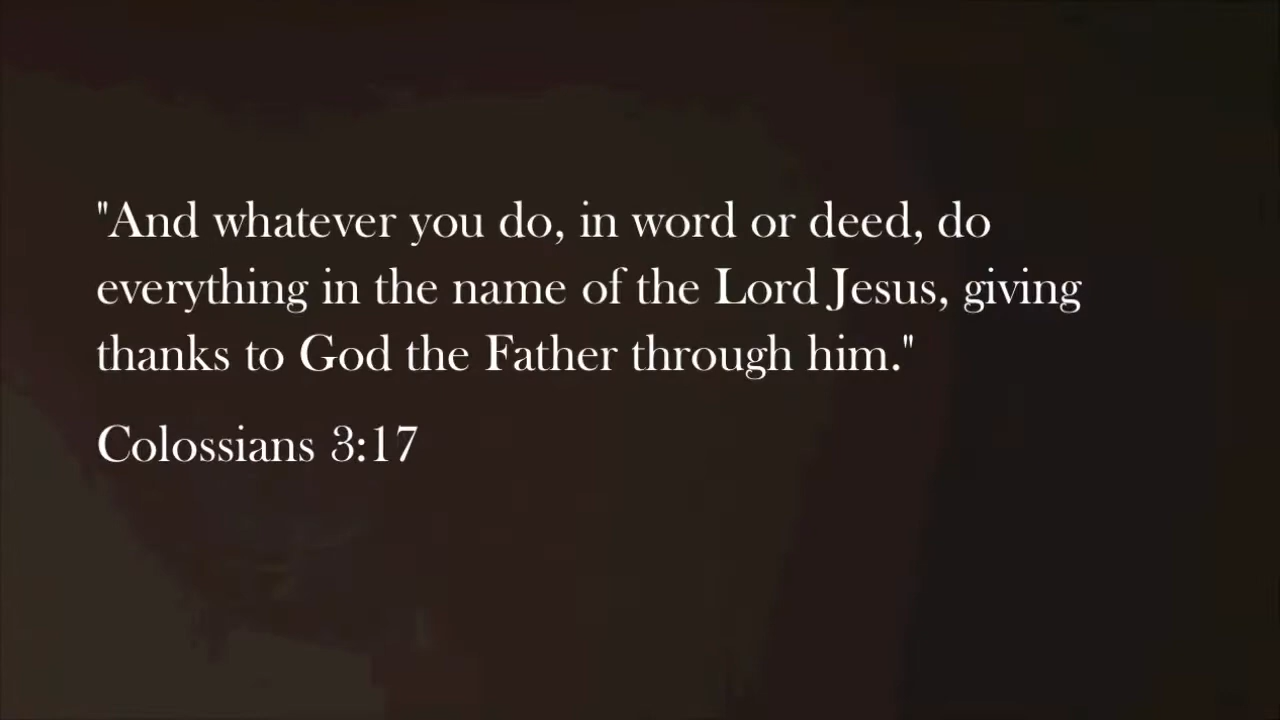 "And whatever you do, in word or deed, do
everything in the name of the Lord Jesus, giving
thanks to God the Father through him."
Colossians 3:17